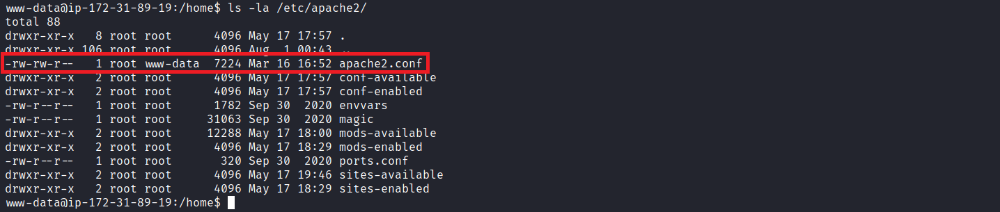 www-data@ip-172-31-89-19:/home$ ls -la /etc/apache2/
total 88
drwxr-xr-x   8 root root      4096 May 17 17:57 .
drwxr-xr-x 106 root root      4096 Aug  1 00:43 ..
-rw-rw-r--   1 root www-data  7224 Mar 16 16:52 apache2.conf
drwxr-xr-x   2 root root      4096 May 17 17:57 conf-available
drwxr-xr-x   2 root root      4096 May 17 17:57 conf-enabled
-rw-r--r--   1 root root      1782 Sep 30  2020 envvars
-rw-r--r--   1 root root     31063 Sep 30  2020 magic
drwxr-xr-x   2 root root     12288 May 17 18:00 mods-available
drwxr-xr-x   2 root root      4096 May 17 18:29 mods-enabled
-rw-r--r--   1 root root       320 Sep 30  2020 ports.conf
drwxr-xr-x   2 root root      4096 May 17 19:46 sites-available
drwxr-xr-x   2 root root      4096 May 17 18:29 sites-enabled
www-data@ip-172-31-89-19:/home$